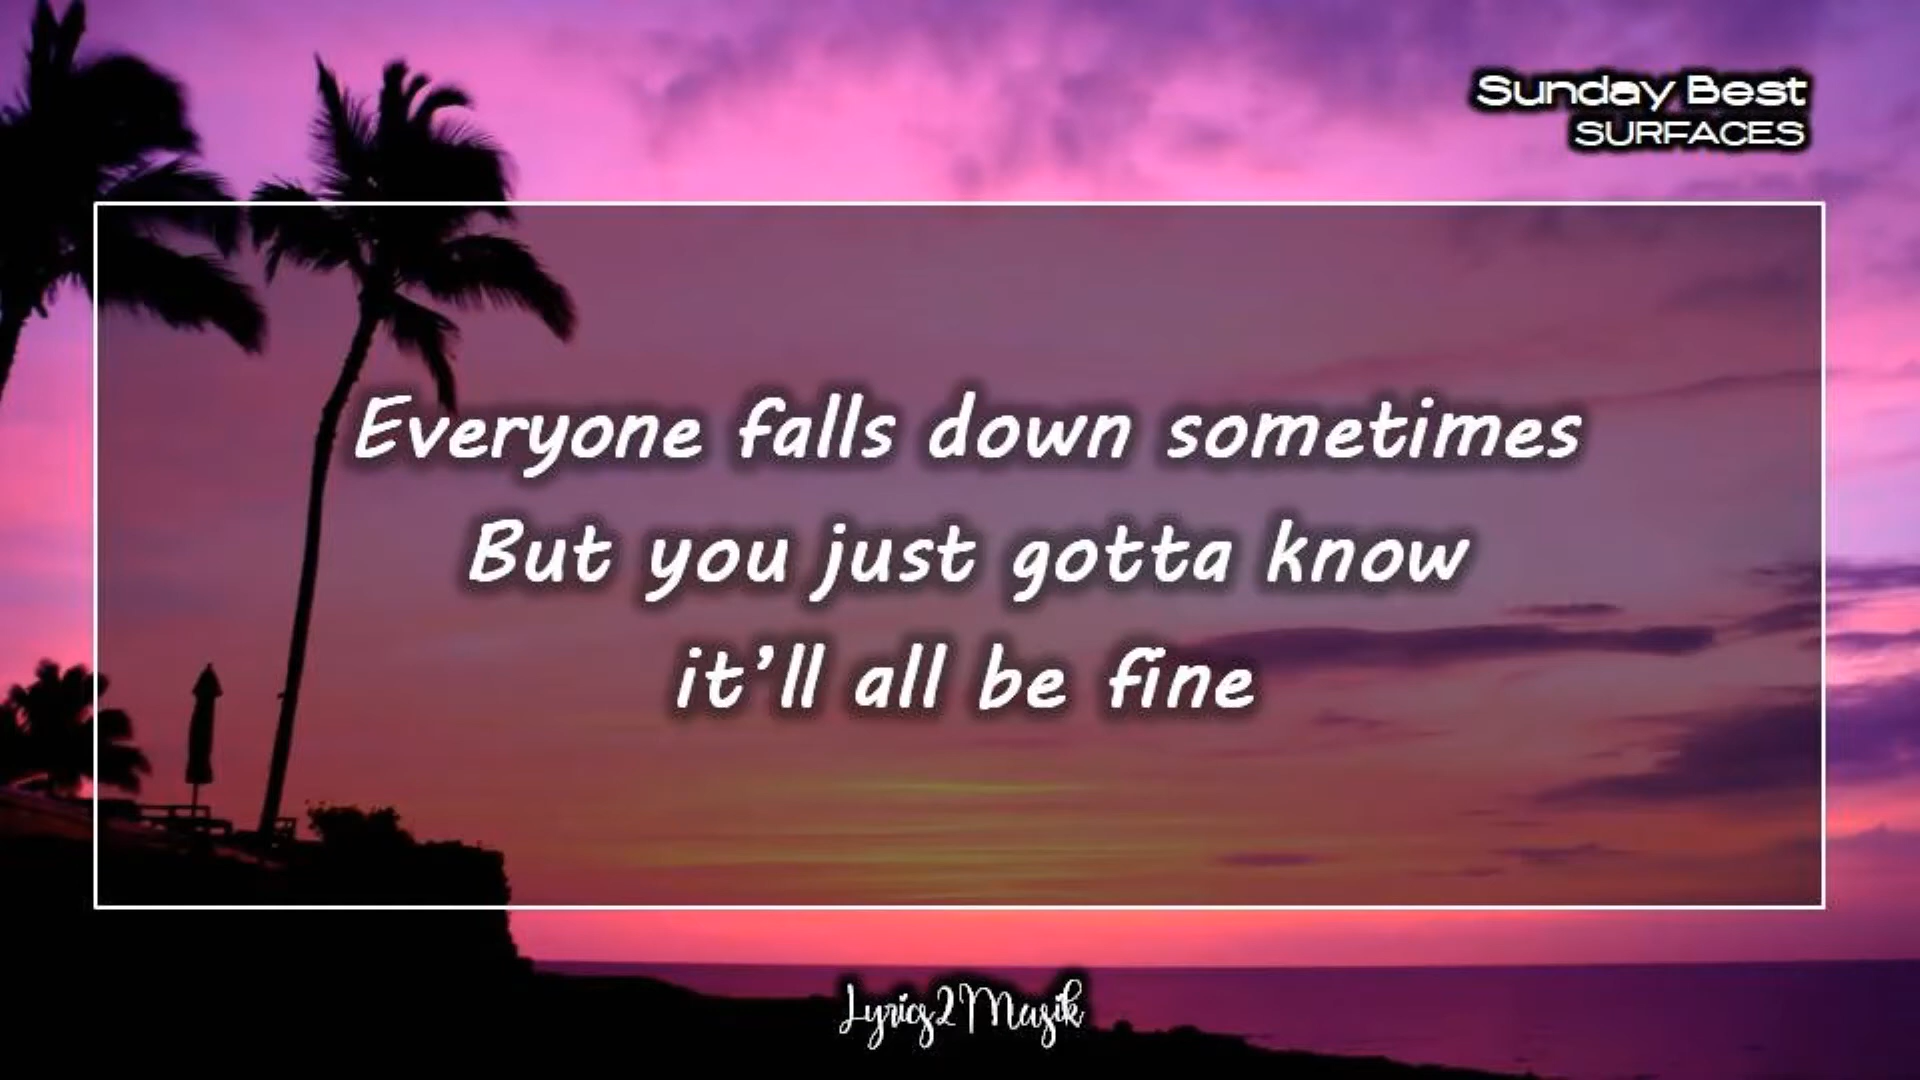 Sunday Best
SURFACES
Everyone falls down sometimes
But you just gotta know
it’ll all be fine
Lyrics2Muzik